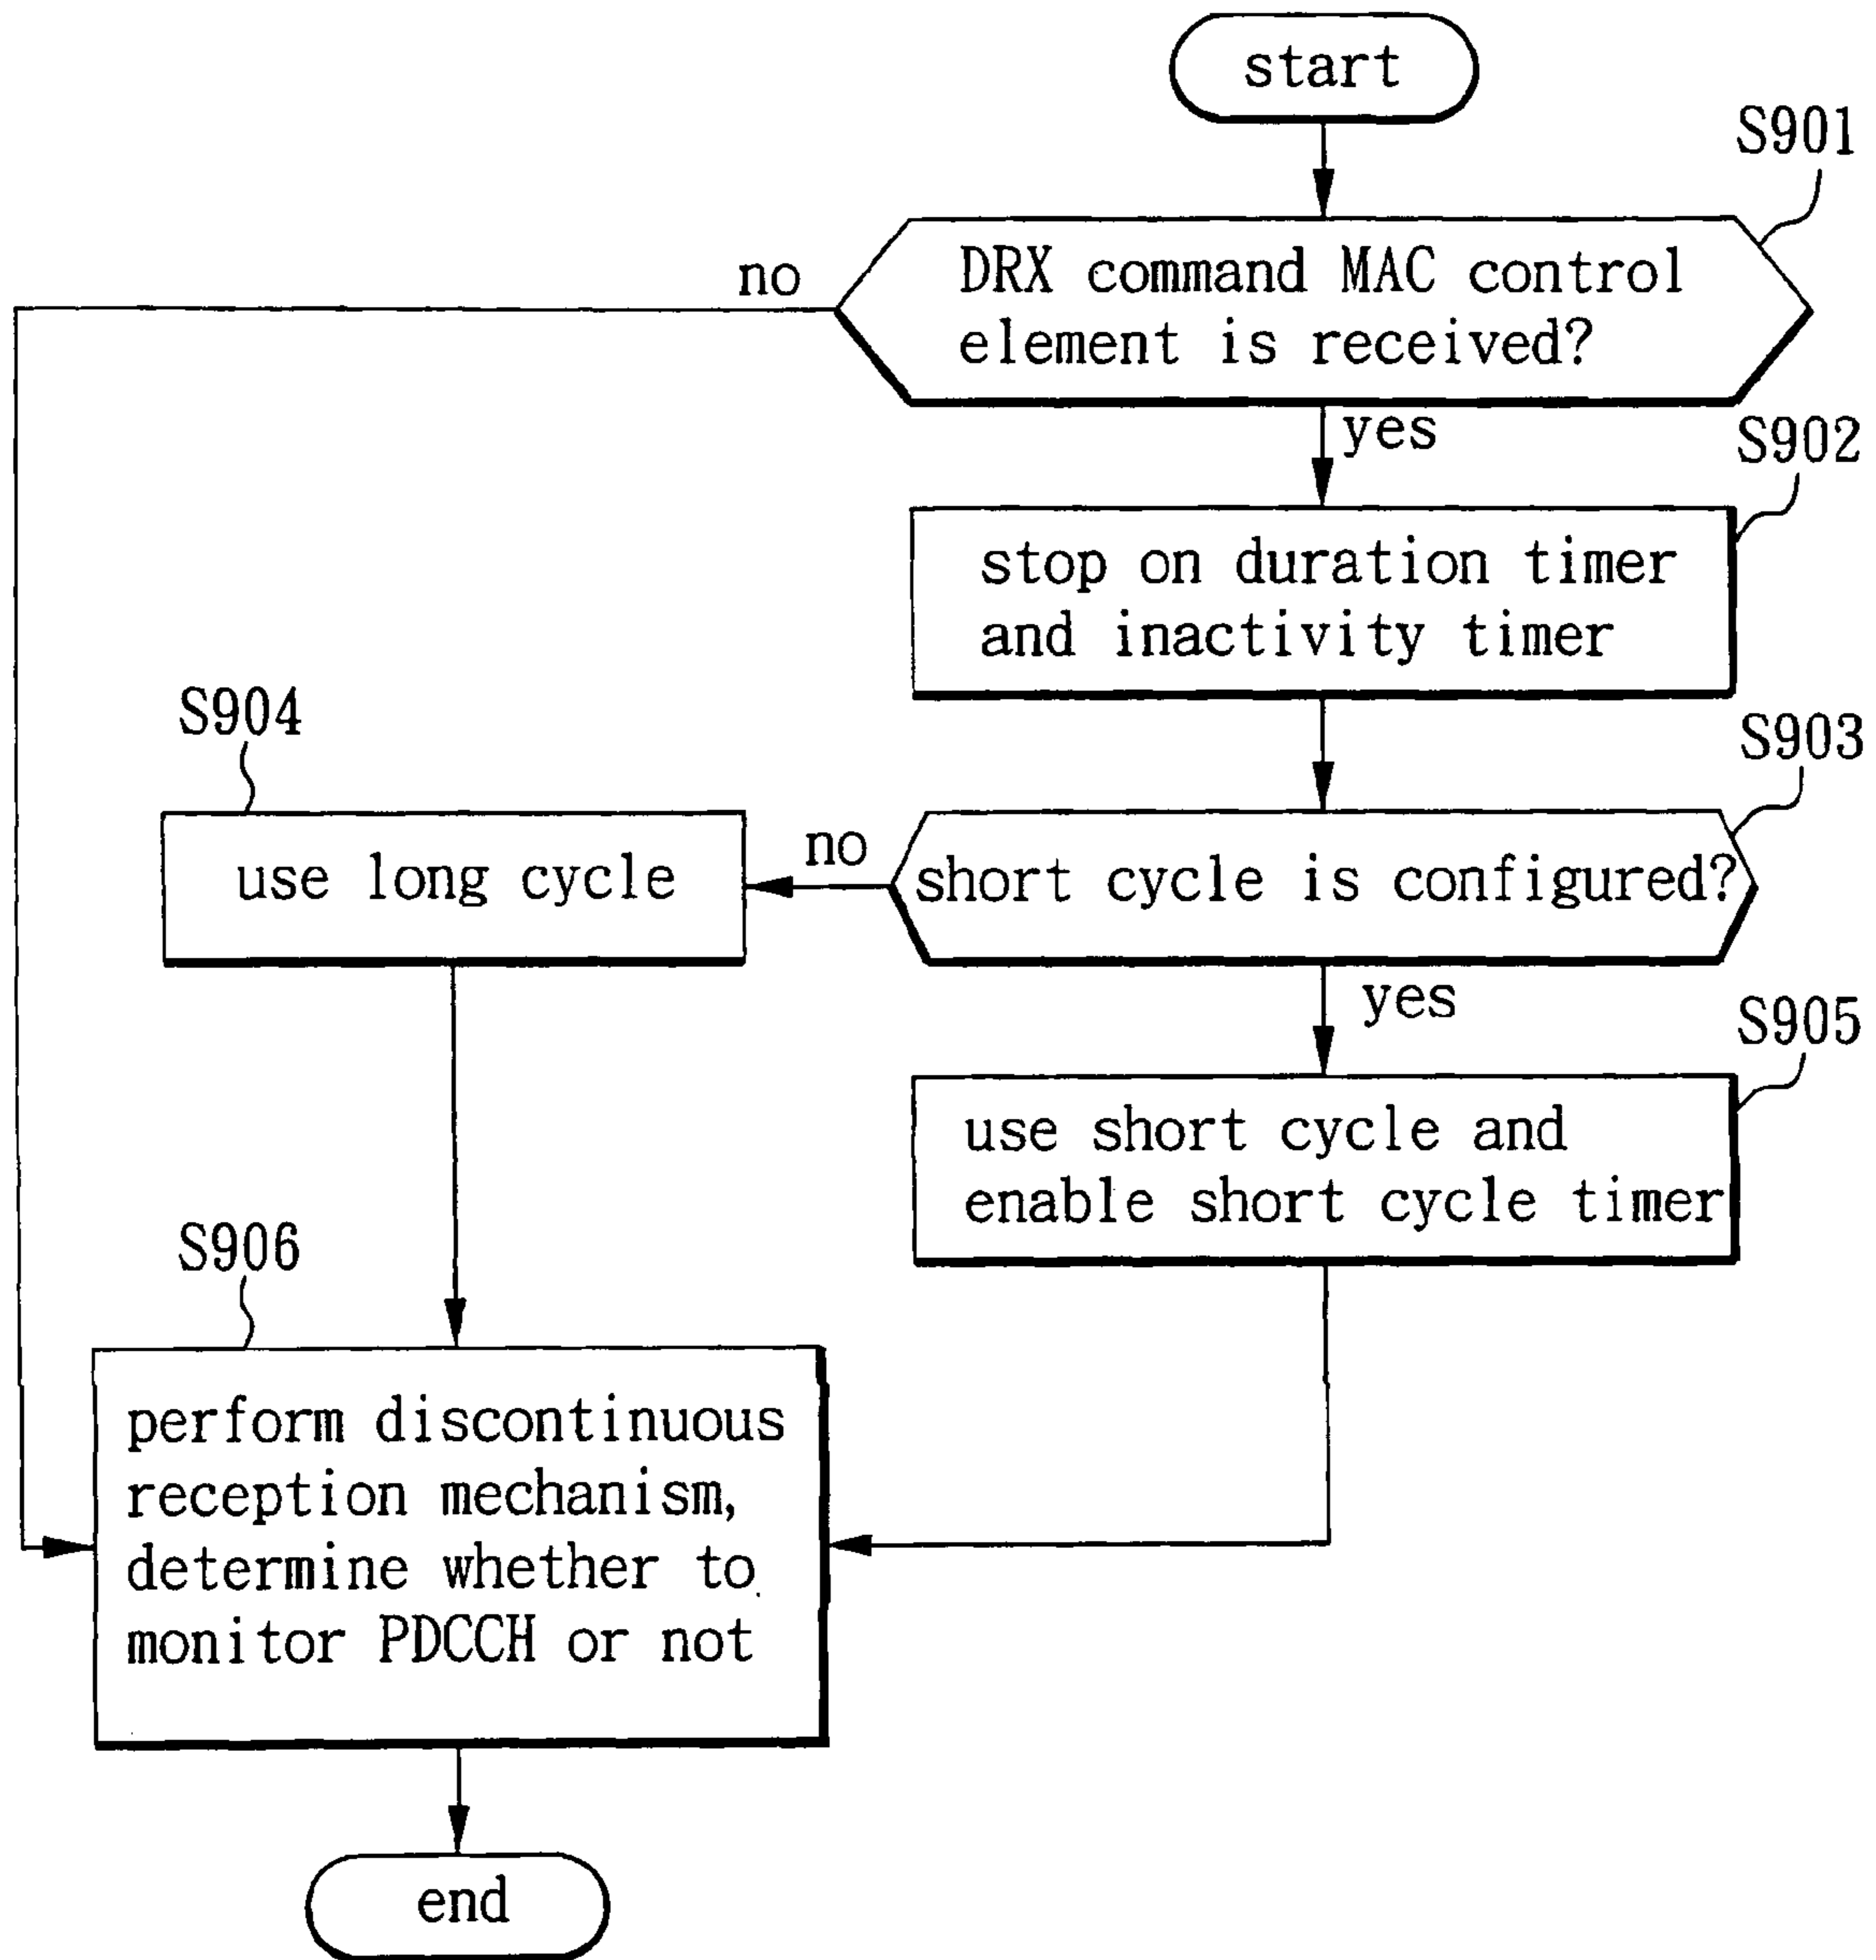 start
S901
no
DRX command MAC control
element is received?
yes
S902
stop on duration timer
and inactivity timer
S904
S903
use long cycle
no
short cycle is configured?
yes
S905
use short cycle and
enable short cycle timer
S906
perform discontinuous
reception mechanism,
determine whether to
monitor PDCCH or not
end